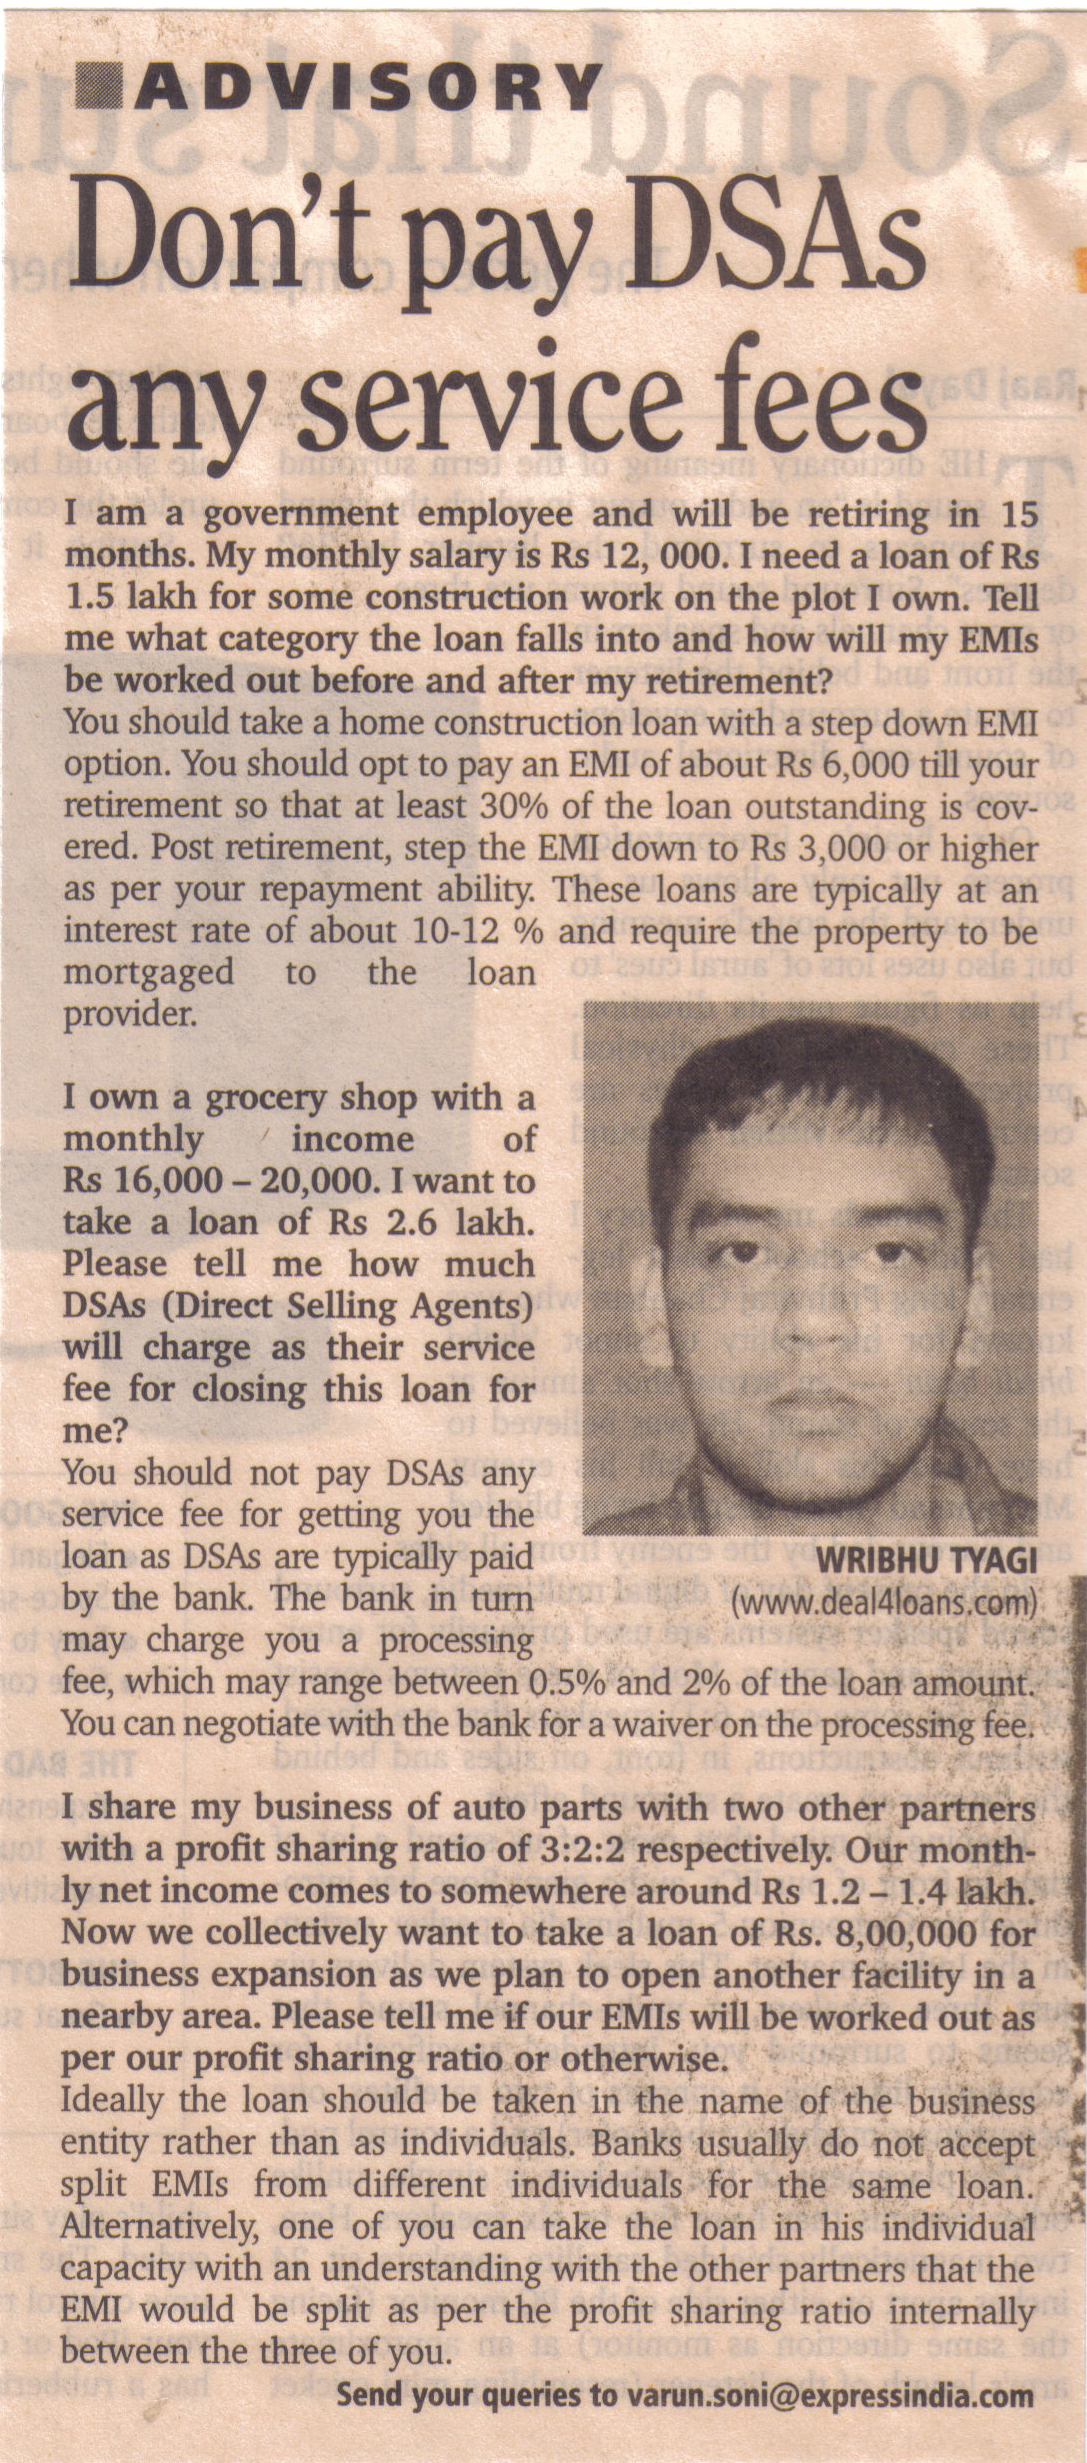 ADVISORY
Don't pay DSAs
any service fees
I am a government employee and will be retiring in 15
months. My monthly salary is Rs 12, 000. I need a loan of Rs
1.5 lakh for some construction work on the plot I own. Tell
me what category the loan falls into and how will my EMIs
be worked out before and after my retirement?
You should take a home construction loan with a step down EMI
option. You should opt to pay an EMI of about Rs 6,000 till your
retirement so that at least 30% of the loan outstanding is cov-
ered. Post retirement, step the EMI down to Rs 3,000 or higher
as per your repayment ability. These loans are typically at an
interest rate of about 10-12 % and require the property to be
mortgaged to the loan
provider.
I own a grocery shop with a
monthly income of
Rs 16,000 – 20,000. I want to
take a loan of Rs 2.6 lakh.
Please tell me how much
DSAs (Direct Selling Agents)
will charge as their service
fee for closing this loan for
me?
You should not pay DSAs any
service fee for getting you the
loan as DSAs are typically paid
by the bank. The bank in turn
may charge you a processing
fee, which may range between 0.5% and 2% of the loan amount.
You can negotiate with the bank for a waiver on the processing fee.
WRIBHU TYAGI
(www.deal4loans.com)
I share my business of auto parts with two other partners
with a profit sharing ratio of 3:2:2 respectively. Our month-
ly net income comes to somewhere around Rs 1.2 – 1.4 lakh.
Now we collectively want to take a loan of Rs. 8,00,000 for
business expansion as we plan to open another facility in a
nearby area. Please tell me if our EMIs will be worked out as
per our profit sharing ratio or otherwise.
Ideally the loan should be taken in the name of the business
entity rather than as individuals. Banks usually do not accept
split EMIs from different individuals for the same loan.
Alternatively, one of you can take the loan in his individual
capacity with an understanding with the other partners that the
EMI would be split as per the profit sharing ratio internally
between the three of you.
Send your queries to varun.soni@expressindia.com